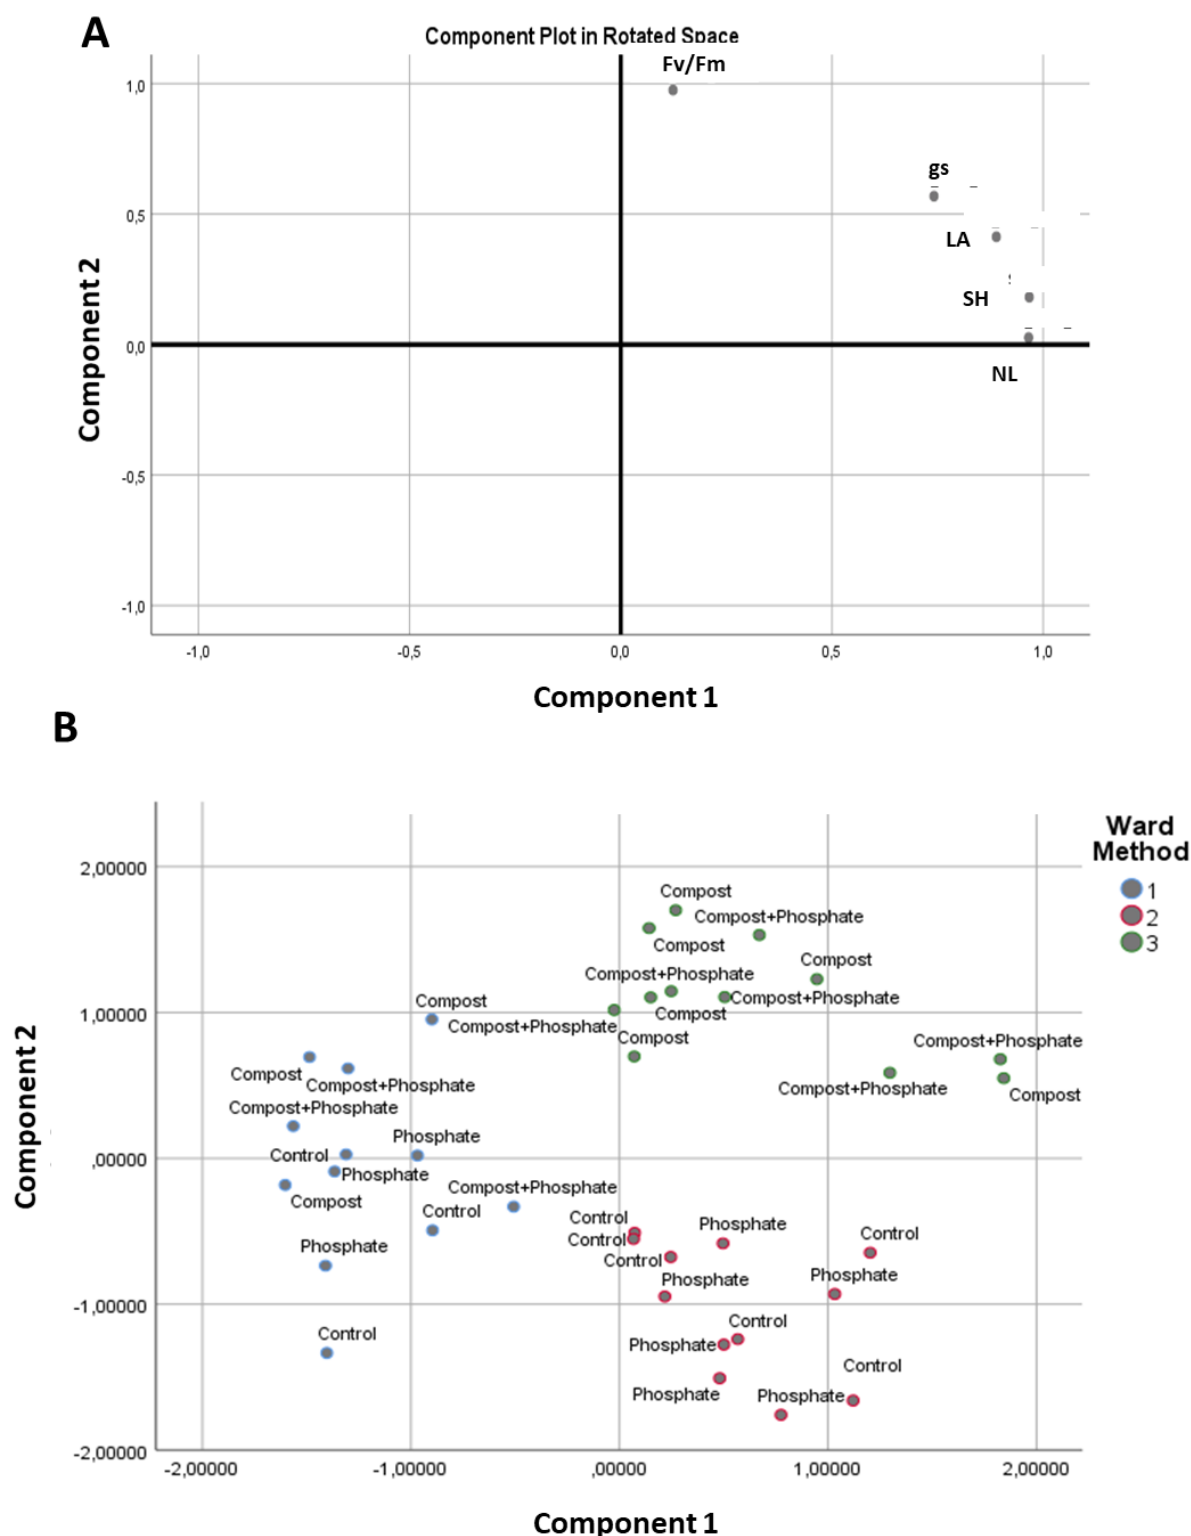 A
Component Plot in Rotated Space
Fv/Fm
1,0
gs
0,5
LA
SH
Component 2
0,0
NL
-0,5
-1,0
-1,0 -0,5 0,0 0,5 1,0
Component 1
B
Ward
Method
1
2
3
2,00000
Compost
Compost+Phosphate
Compost
Compost
Compost+Phosphate
Compost+Phosphate
Compost
1,00000
Compost
Compost+Phosphate
Compost
Compost+Phosphate
Compost
Compost+Phosphate
Compost+Phosphate
Compost
Compost+Phosphate
Component 2
Phosphate
,00000
Control
Phosphate
Compost
Compost+Phosphate
Control
Control
Phosphate
Control
Control
Control
Phosphate
Phosphate
Phosphate
-1,00000
Control
Control
Phosphate
Control
Phosphate
Phosphate
-2,00000
-2,00000 -1,00000 ,00000 1,00000 2,00000
Component 1